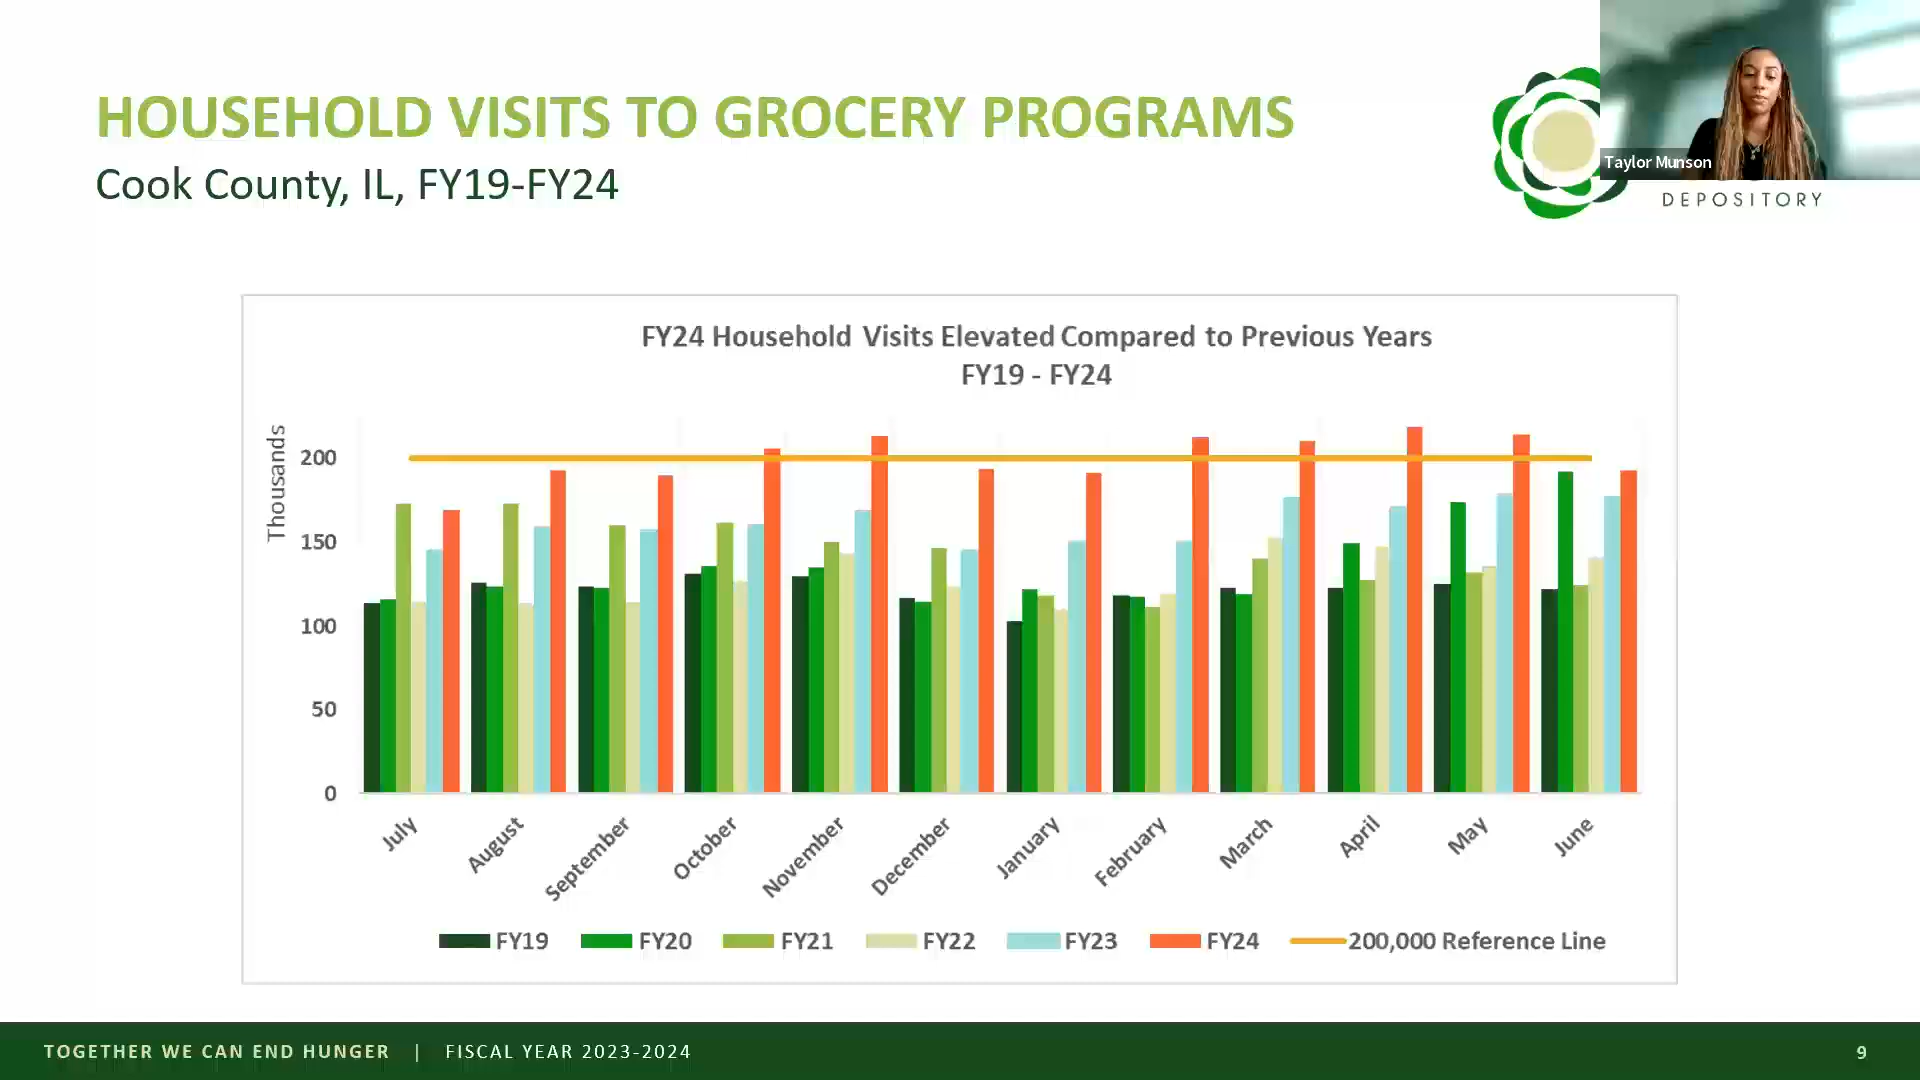 HOUSEHOLD VISITS TO GROCERY PROGRAMS
Cook County, IL, FY19-FY24
Taylor Munson
DEPOSITORY
FY24 Household Visits Elevated Compared to Previous Years
FY19 - FY24
Thousands
200
150
100
50
0
July
August
September
October
November
December
January
February
March
April
May
June
FY19
FY20
FY21
FY22
FY23
FY24
200,000 Reference Line
TOGETHER WE CAN END HUNGER | FISCAL YEAR 2023-2024
9